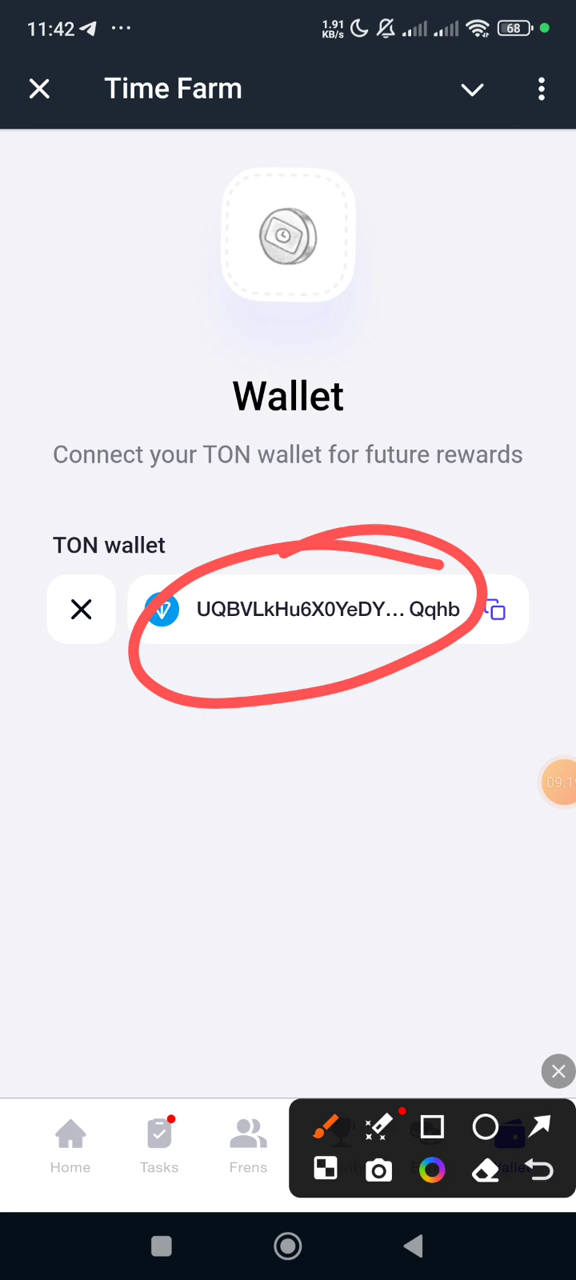 11:42 ... 1.91 KB/s 68
Time Farm
Wallet
Connect your TON wallet for future rewards
TON wallet
UQBVLkHu6X0YeDY... Qqhb
Home Tasks Frens